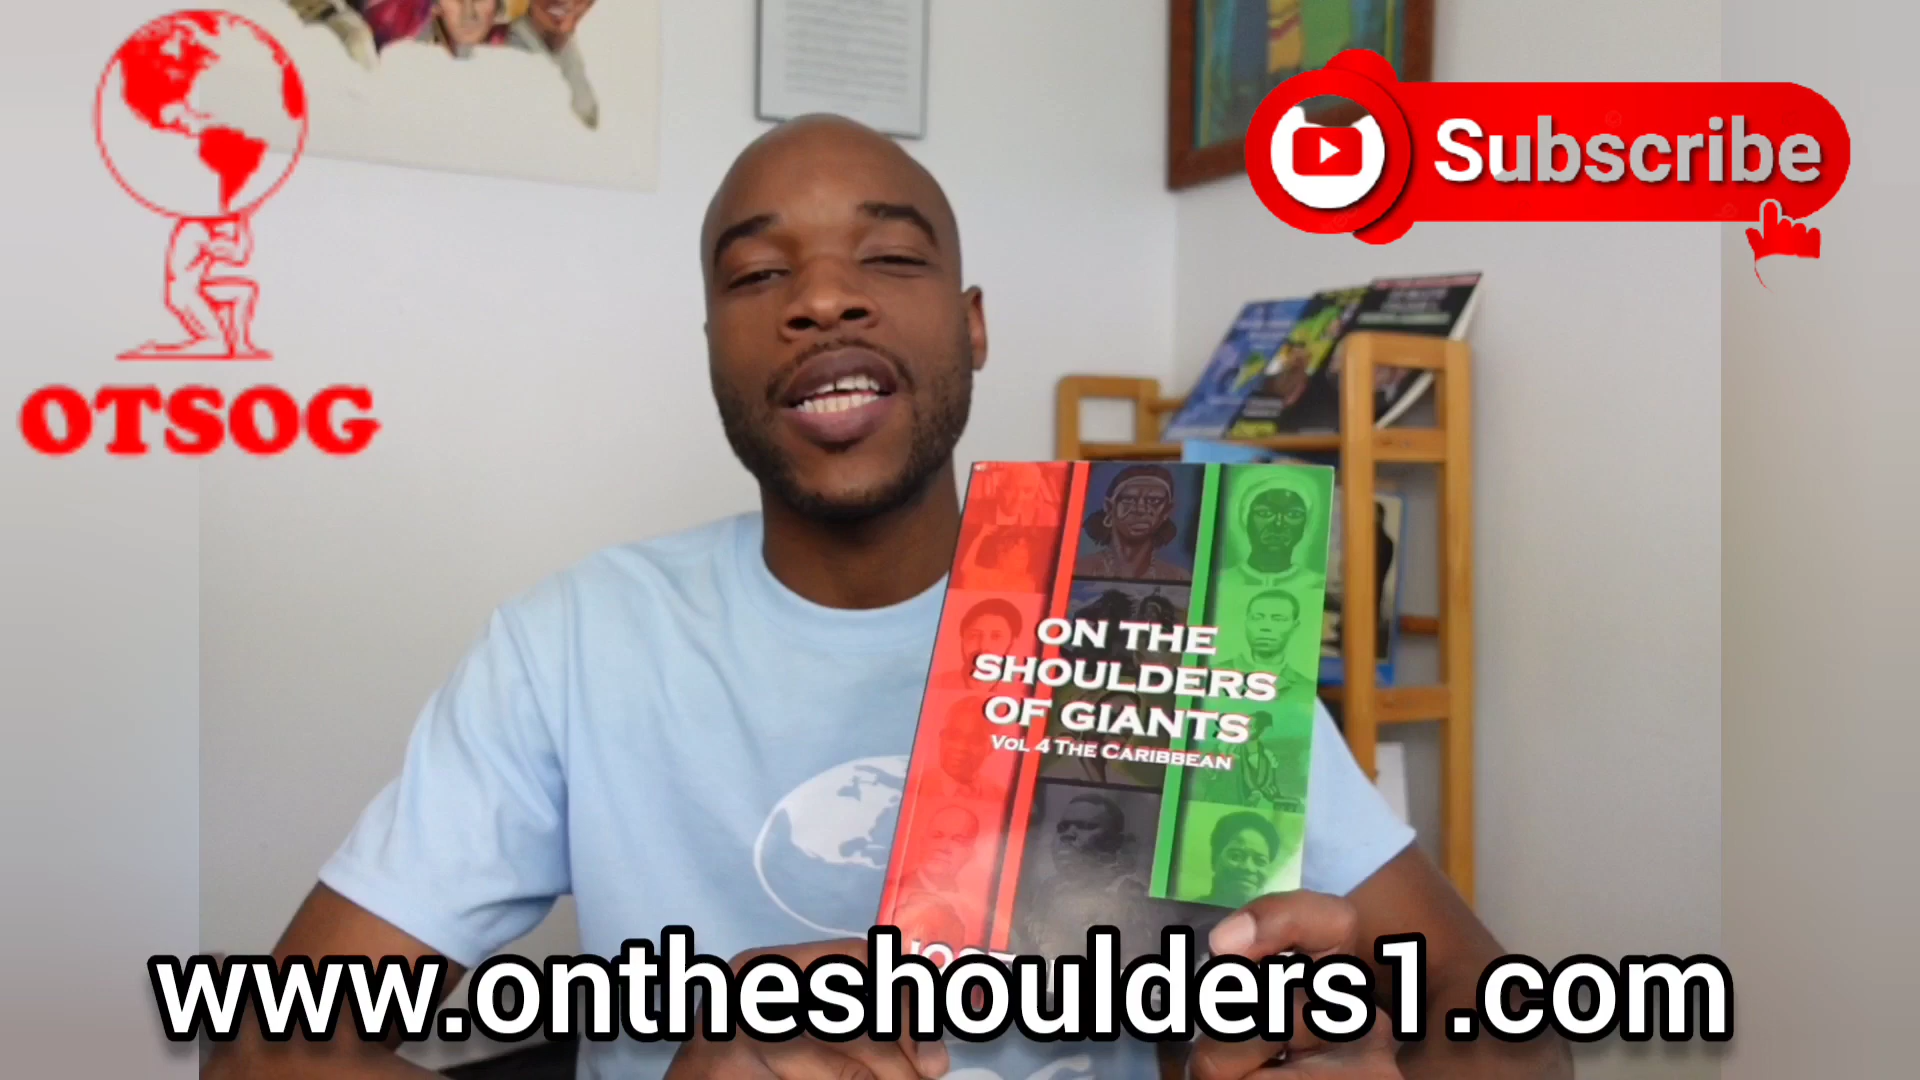 OTSOG
Subscribe
ON THE
SHOULDERS
OF GIANTS
VOL 4 THE CARIBBEAN
www.ontheshoulders1.com